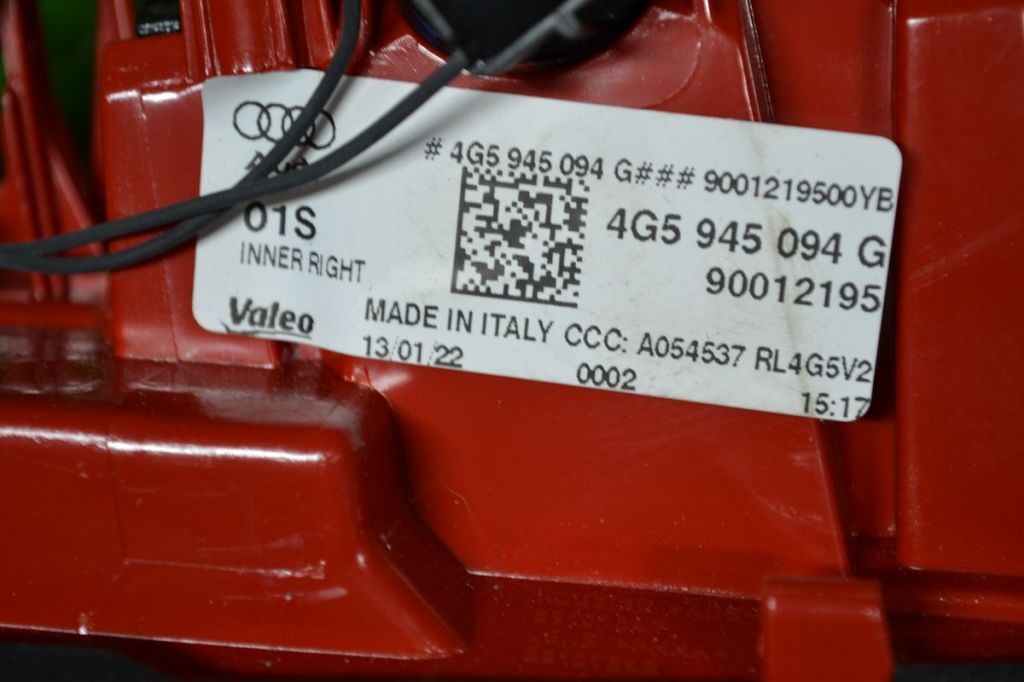 # 4G5 945 094 G### 9001219500YB
01S
4G5 945 094 G
INNER RIGHT
90012195
Valeo
MADE IN ITALY CCC: A054537 RL4G5V2
13/01/22
0002
15:17